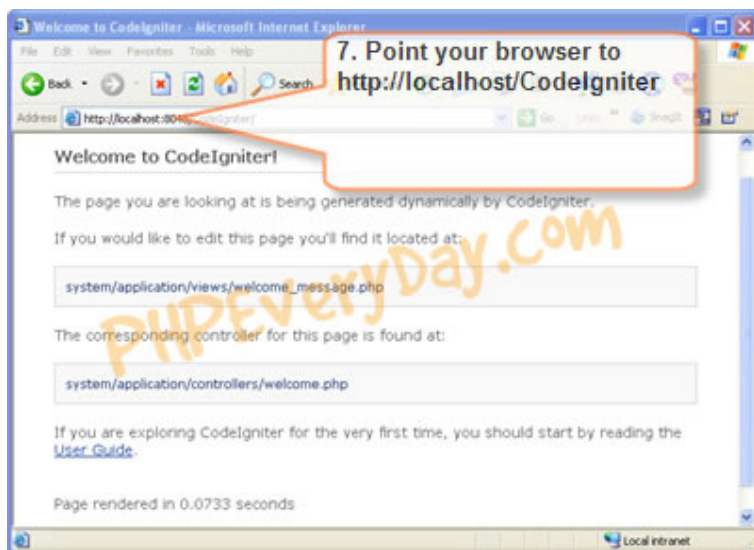 Welcome to CodeIgniter - Microsoft Internet Explorer
File Edit View Favorites Tools Help
7. Point your browser to
http://localhost/CodeIgniter
Back Search
Address http://localhost:80
Go SnagIt
Welcome to CodeIgniter!
The page you are looking at is being generated dynamically by CodeIgniter.
If you would like to edit this page you'll find it located at:
system/application/views/welcome_message.php
The corresponding controller for this page is found at:
system/application/controllers/welcome.php
If you are exploring CodeIgniter for the very first time, you should start by reading the
User Guide.
Page rendered in 0.0733 seconds
PHPEveryDay.com
Local intranet